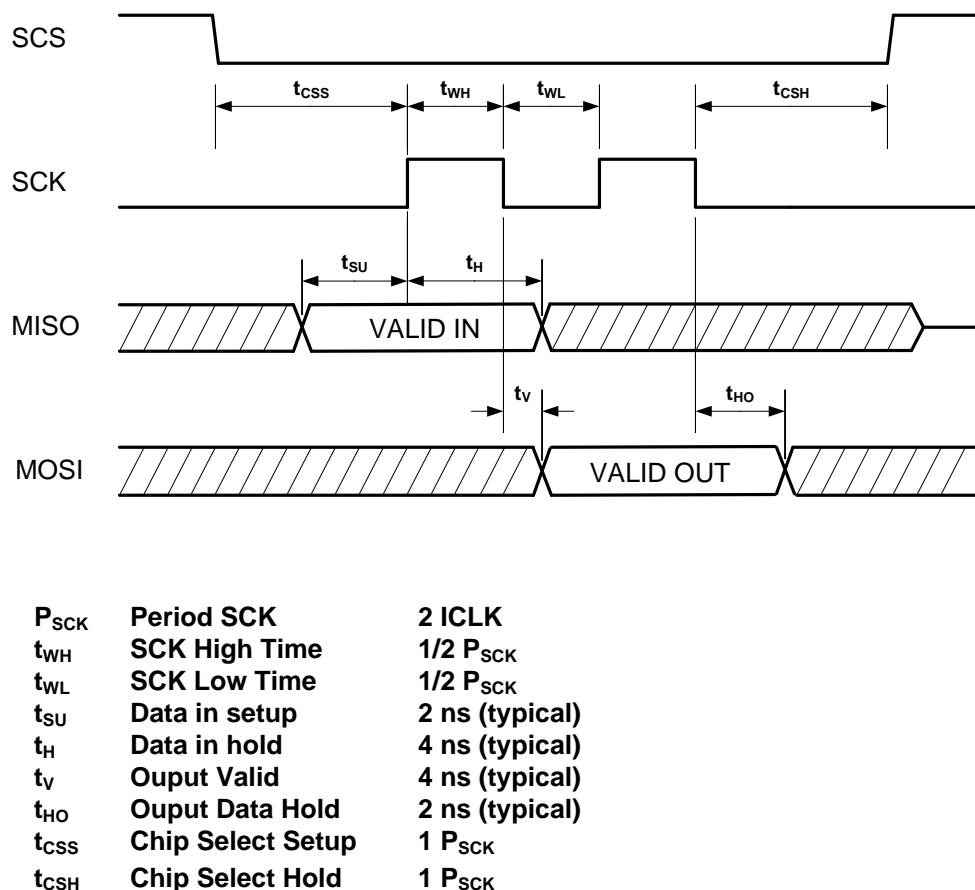 SCS
tCSS tWH tWL tCSH
SCK
tSU tH
MISO VALID IN
tV tHO
MOSI VALID OUT
PSCK Period SCK 2 ICLK
tWH SCK High Time 1/2 PSCK
tWL SCK Low Time 1/2 PSCK
tSU Data in setup 2 ns (typical)
tH Data in hold 4 ns (typical)
tV Ouput Valid 4 ns (typical)
tHO Ouput Data Hold 2 ns (typical)
tCSS Chip Select Setup 1 PSCK
tCSH Chip Select Hold 1 PSCK